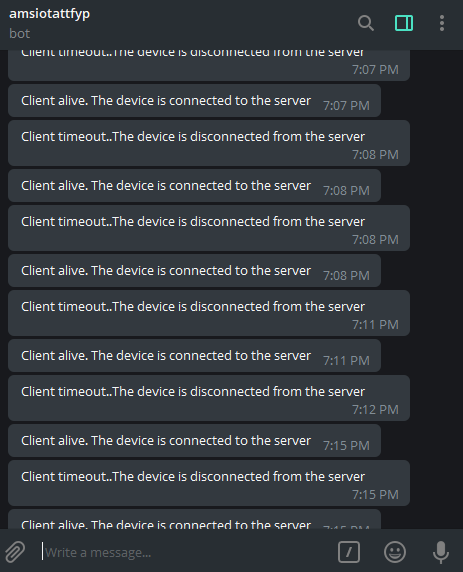 amsiotattfyp
bot
Client timeout..The device is disconnected from the server
7:07 PM
Client alive. The device is connected to the server 7:07 PM
Client timeout..The device is disconnected from the server
7:08 PM
Client alive. The device is connected to the server 7:08 PM
Client timeout..The device is disconnected from the server
7:08 PM
Client alive. The device is connected to the server 7:08 PM
Client timeout..The device is disconnected from the server
7:11 PM
Client alive. The device is connected to the server 7:11 PM
Client timeout..The device is disconnected from the server
7:12 PM
Client alive. The device is connected to the server 7:15 PM
Client timeout..The device is disconnected from the server
7:15 PM
Client alive. The device is connected to the server 7:15 PM
Write a message...